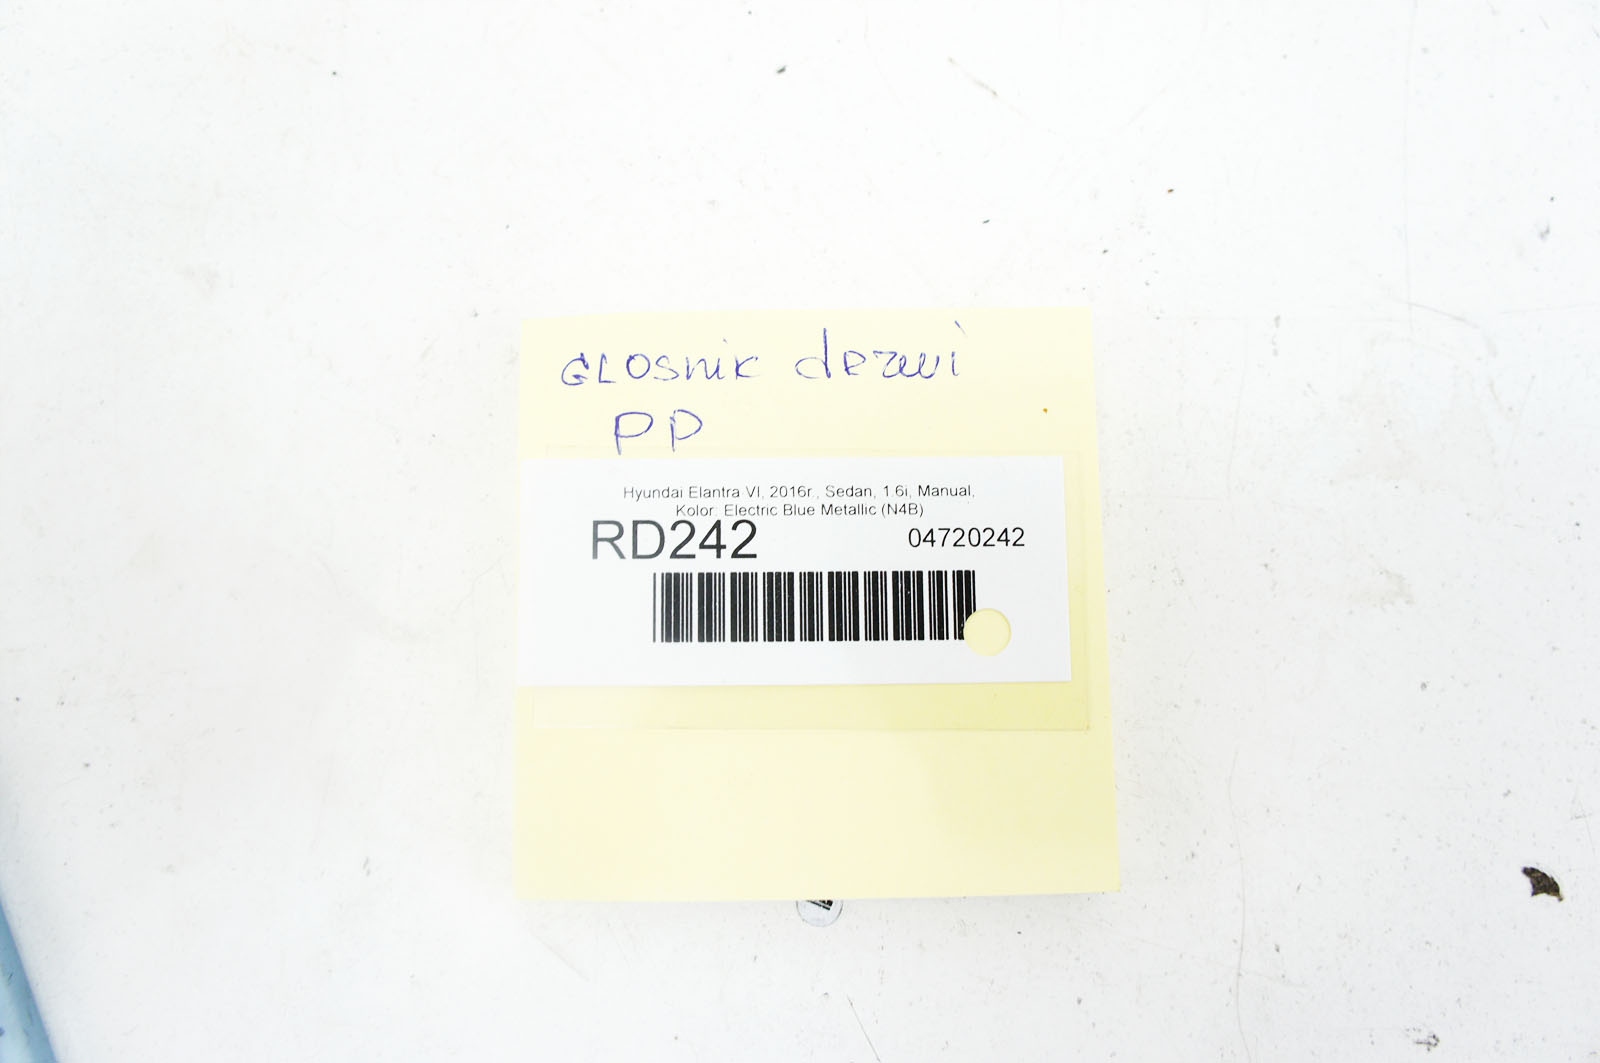 GLOSNIK drzwi
PP
Hyundai Elantra VI, 2016r., Sedan, 1.6i, Manual,
Kolor: Electric Blue Metallic (N4B)
RD242
04720242